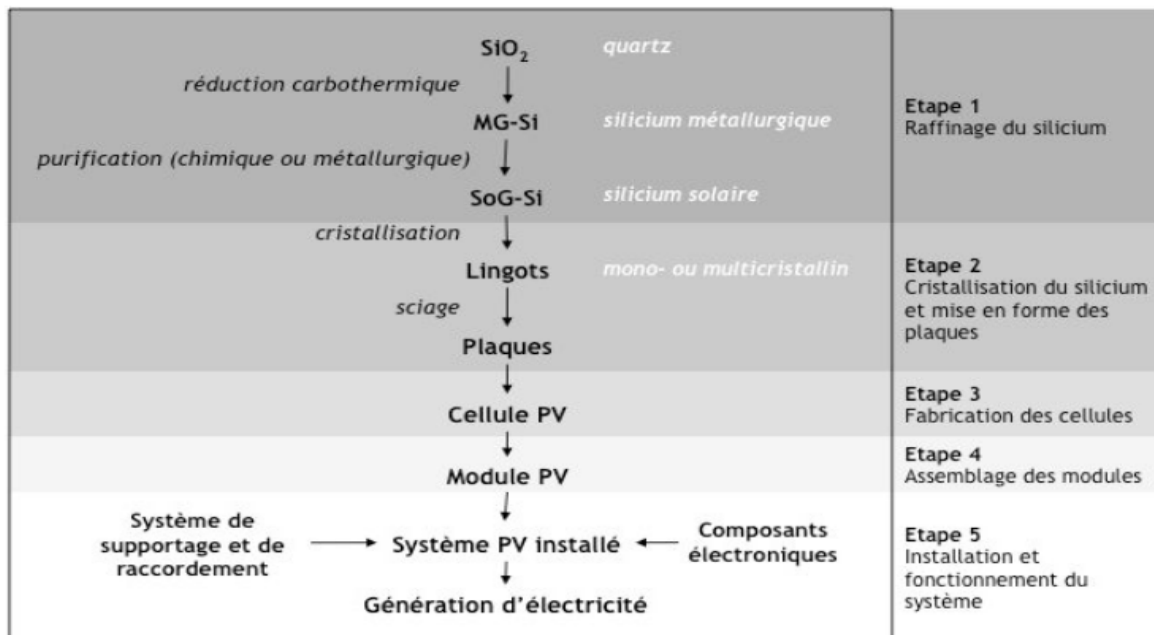 SiO₂ quartz
réduction carbothermique
MG-Si silicium métallurgique
purification (chimique ou métallurgique)
SoG-Si silicium solaire
Etape 1
Raffinage du silicium
cristallisation
Lingots mono- ou multicristallin
sciage
Plaques
Etape 2
Cristallisation du silicium
et mise en forme des
plaques
Cellule PV
Etape 3
Fabrication des cellules
Module PV
Etape 4
Assemblage des modules
Système de
supportage et de
raccordement
Système PV installé
Composants
électroniques
Génération d'électricité
Etape 5
Installation et
fonctionnement du
système